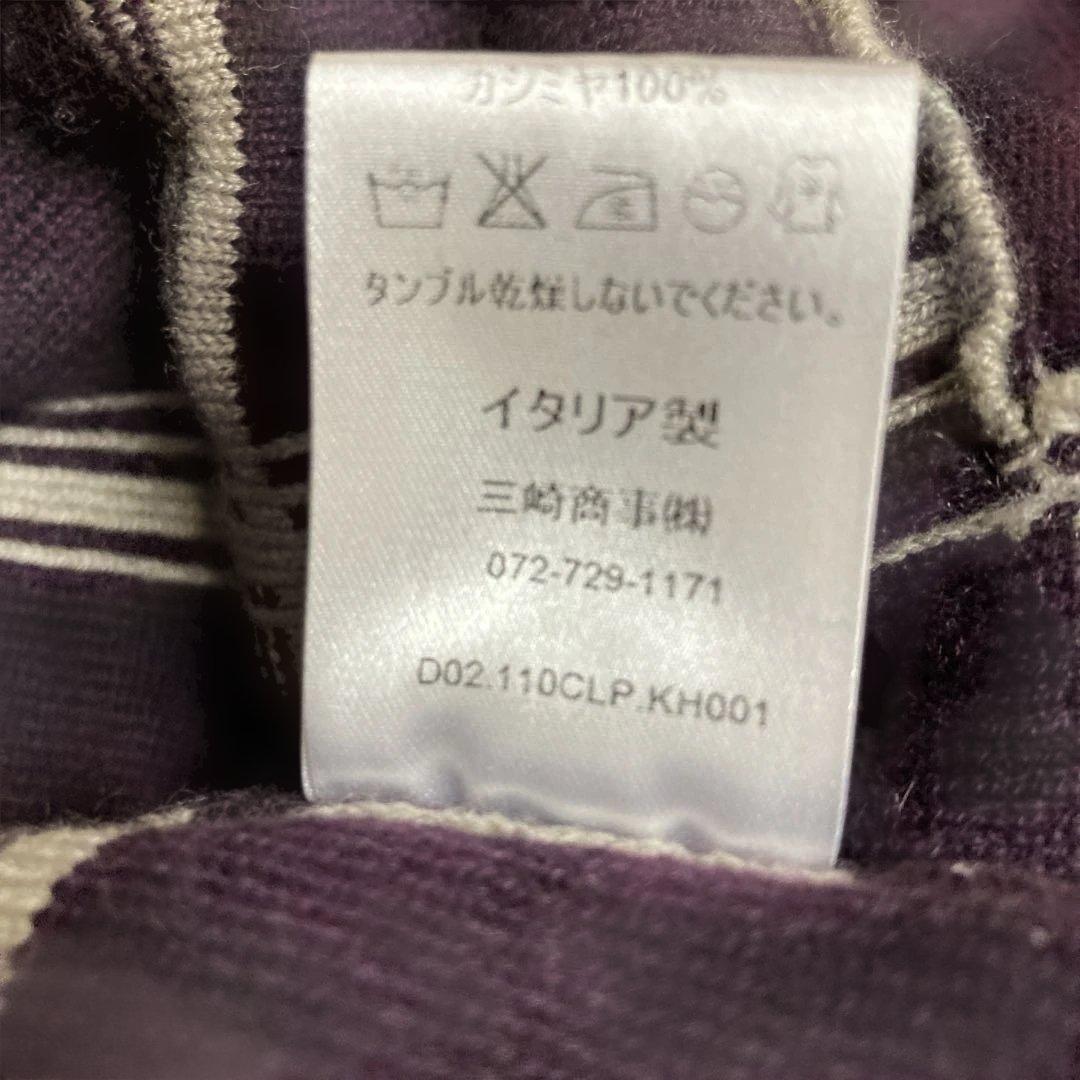 カシミヤ100%
タンブル乾燥しないでください。
イタリア製
三崎商事㈱
072-729-1171
D02.110CLP.KH001